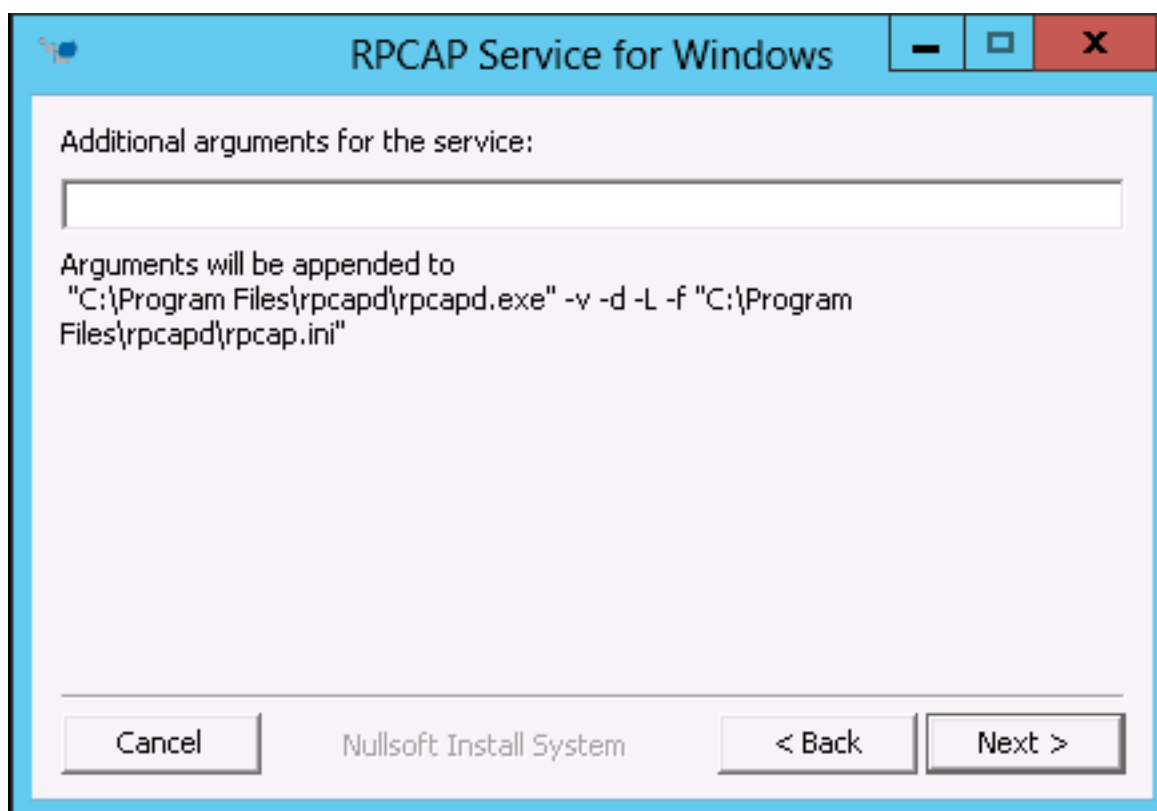 RPCAP Service for Windows
Additional arguments for the service:
Arguments will be appended to
"C:\Program Files\rpcapd\rpcapd.exe" -v -d -L -f "C:\Program
Files\rpcapd\rpcap.ini"
Cancel
Nullsoft Install System
< Back
Next >